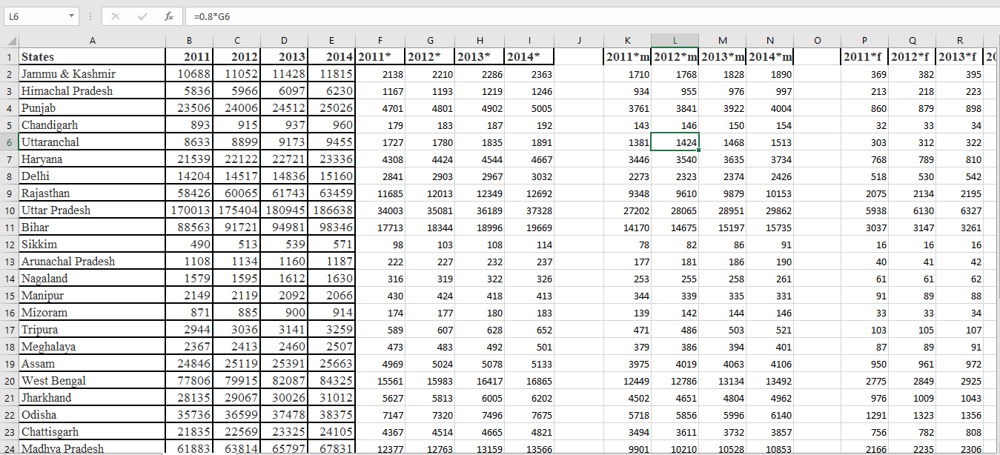 L6 =0.8*G6
A B C D E F G H I J K L M N O P Q R
1 States 2011 2012 2013 2014 2011* 2012* 2013* 2014* 2011*m 2012*m 2013*m 2014*m 2011*f 2012*f 2013*f 20
2 Jammu & Kashmir 10688 11052 11428 11815 2138 2210 2286 2363 1710 1768 1828 1890 369 382 395
3 Himachal Pradesh 5836 5966 6097 6230 1167 1193 1219 1246 934 955 976 997 213 218 223
4 Punjab 23506 24006 24512 25026 4701 4801 4902 5005 3761 3841 3922 4004 860 879 898
5 Chandigarh 893 915 937 960 179 183 187 192 143 146 150 154 32 33 34
6 Uttaranchal 8633 8899 9173 9455 1727 1780 1835 1891 1381 1424 1468 1513 303 312 322
7 Haryana 21539 22122 22721 23336 4308 4424 4544 4667 3446 3540 3635 3734 768 789 810
8 Delhi 14204 14517 14836 15160 2841 2903 2967 3032 2273 2323 2374 2426 518 530 542
9 Rajasthan 58426 60065 61743 63459 11685 12013 12349 12692 9348 9610 9879 10153 2075 2134 2195
10 Uttar Pradesh 170013 175404 180945 186638 34003 35081 36189 37328 27202 28065 28951 29862 5938 6130 6327
11 Bihar 88563 91721 94981 98346 17713 18344 18996 19669 14170 14675 15197 15735 3037 3147 3261
12 Sikkim 490 513 539 571 98 103 108 114 78 82 86 91 16 16 16
13 Arunachal Pradesh 1108 1134 1160 1187 222 227 232 237 177 181 186 190 40 41 42
14 Nagaland 1579 1595 1612 1630 316 319 322 326 253 255 258 261 61 61 62
15 Manipur 2149 2119 2092 2066 430 424 418 413 344 339 335 331 91 89 88
16 Mizoram 871 885 900 914 174 177 180 183 139 142 144 146 33 33 34
17 Tripura 2944 3036 3141 3259 589 607 628 652 471 486 503 521 103 105 107
18 Meghalaya 2367 2413 2460 2507 473 483 492 501 379 386 394 401 87 89 91
19 Assam 24846 25119 25391 25663 4969 5024 5078 5133 3975 4019 4063 4106 950 961 972
20 West Bengal 77806 79915 82087 84325 15561 15983 16417 16865 12449 12786 13134 13492 2775 2849 2925
21 Jharkhand 28135 29067 30026 31012 5627 5813 6005 6202 4502 4651 4804 4962 976 1009 1043
22 Odisha 35736 36599 37478 38375 7147 7320 7496 7675 5718 5856 5996 6140 1291 1323 1356
23 Chattisgarh 21835 22569 23325 24105 4367 4514 4665 4821 3494 3611 3732 3857 756 782 808
24 Madhya Pradesh 61883 63814 65797 67831 12377 12763 13159 13566 9901 10210 10528 10853 2166 2235 2306